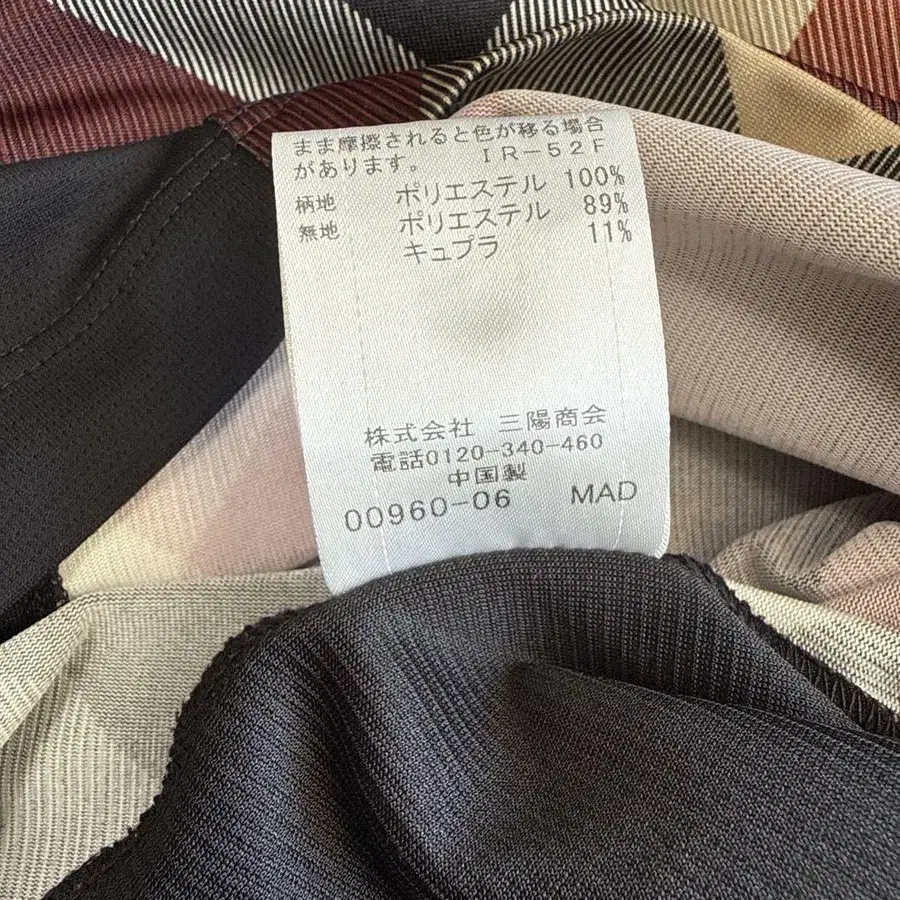 まま摩擦されると色が移る場合
があります。 IR-52F
柄地 ポリエステル 100%
無地 ポリエステル 89%
キュプラ 11%
株式会社 三陽商会
電話0120-340-460
中国製
00960-06 MAD